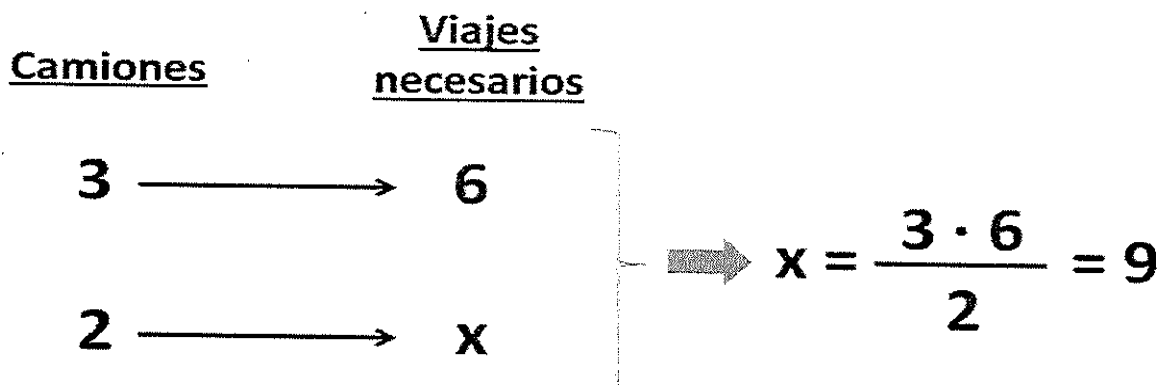 Camiones
Viajes
necesarios
3 → 6
2 → x
x = 3 · 6 / 2 = 9